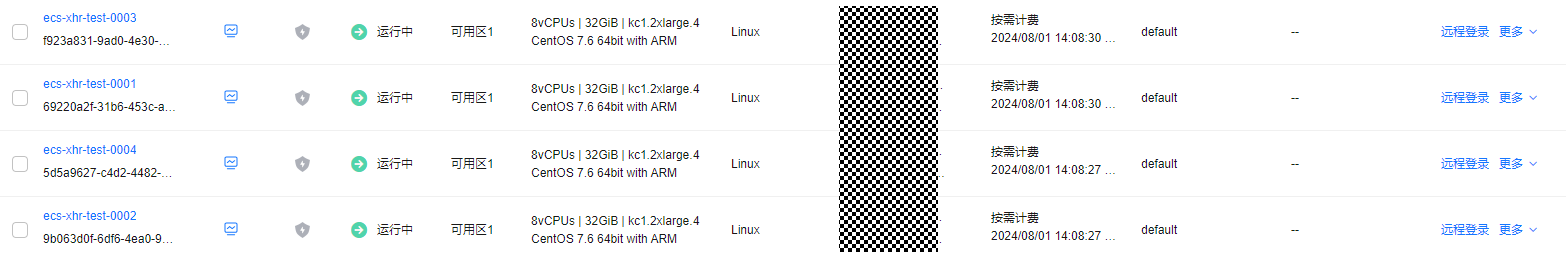 ecs-xhr-test-0003
f923a831-9ad0-4e30-...
运行中
可用区1
8vCPUs | 32GiB | kc1.2xlarge.4
CentOS 7.6 64bit with ARM
Linux
按需计费
2024/08/01 14:08:30 ...
default
--
远程登录 更多
ecs-xhr-test-0001
69220a2f-31b6-453c-a...
运行中
可用区1
8vCPUs | 32GiB | kc1.2xlarge.4
CentOS 7.6 64bit with ARM
Linux
按需计费
2024/08/01 14:08:30 ...
default
--
远程登录 更多
ecs-xhr-test-0004
5d5a9627-c4d2-4482-...
运行中
可用区1
8vCPUs | 32GiB | kc1.2xlarge.4
CentOS 7.6 64bit with ARM
Linux
按需计费
2024/08/01 14:08:27 ...
default
--
远程登录 更多
ecs-xhr-test-0002
9b063d0f-6df6-4ea0-9...
运行中
可用区1
8vCPUs | 32GiB | kc1.2xlarge.4
CentOS 7.6 64bit with ARM
Linux
按需计费
2024/08/01 14:08:27 ...
default
--
远程登录 更多